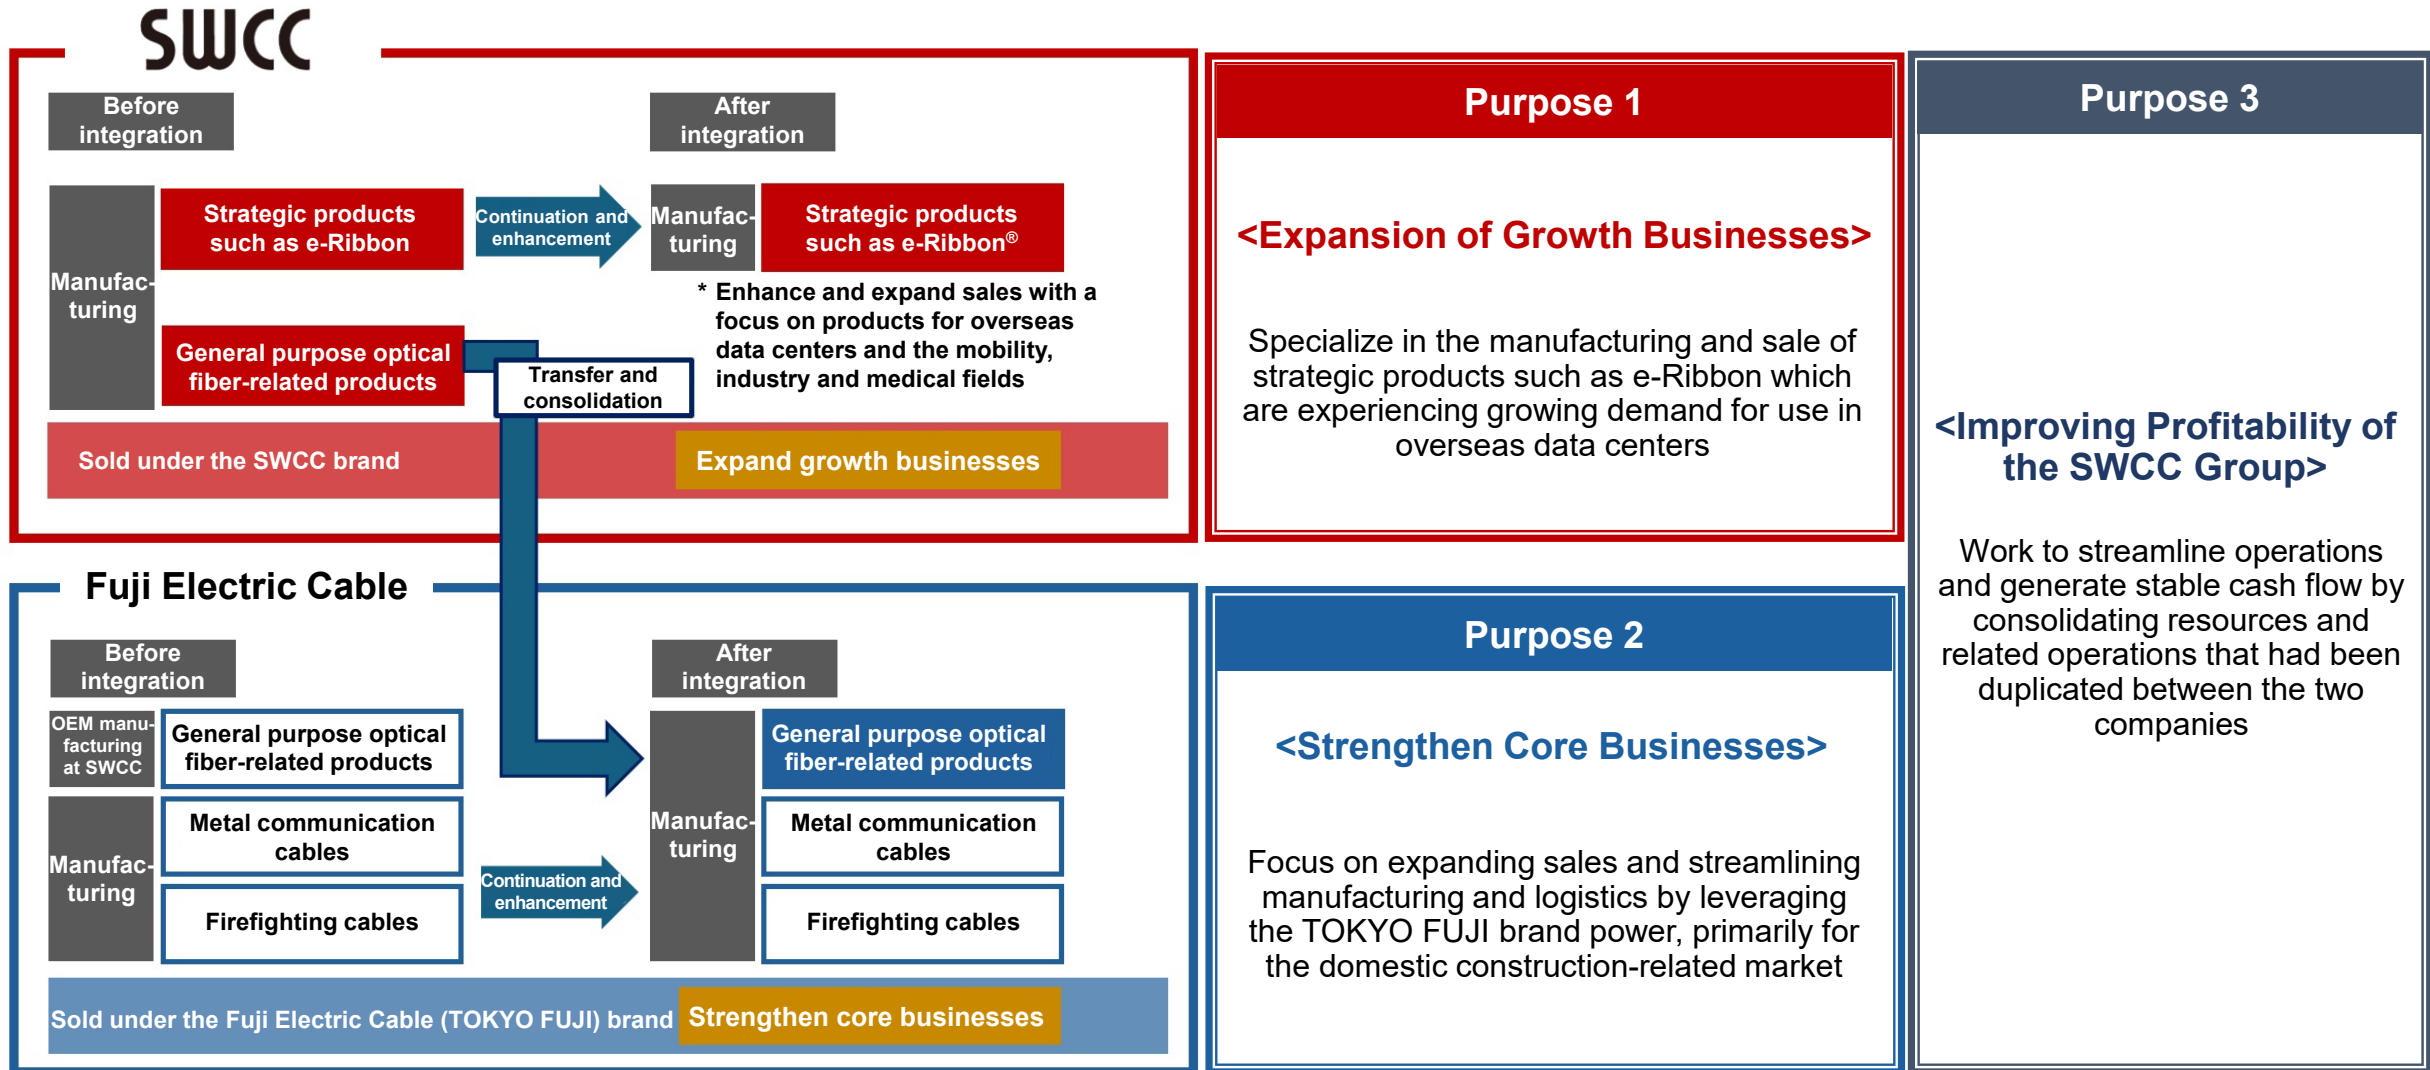 SWCC
Before
integration
After
integration
Manufac-
turing
Strategic products
such as e-Ribbon
Continuation and
enhancement
Manufac-
turing
Strategic products
such as e-Ribbon®
* Enhance and expand sales with a
focus on products for overseas
data centers and the mobility,
industry and medical fields
General purpose optical
fiber-related products
Transfer and
consolidation
Sold under the SWCC brand
Expand growth businesses
Fuji Electric Cable
Before
integration
After
integration
OEM manu-
facturing
at SWCC
General purpose optical
fiber-related products
Manufac-
turing
Metal communication
cables
Firefighting cables
Continuation and
enhancement
Manufac-
turing
General purpose optical
fiber-related products
Metal communication
cables
Firefighting cables
Sold under the Fuji Electric Cable (TOKYO FUJI) brand
Strengthen core businesses
Purpose 1
<Expansion of Growth Businesses>
Specialize in the manufacturing and sale of
strategic products such as e-Ribbon which
are experiencing growing demand for use in
overseas data centers
Purpose 2
<Strengthen Core Businesses>
Focus on expanding sales and streamlining
manufacturing and logistics by leveraging
the TOKYO FUJI brand power, primarily for
the domestic construction-related market
Purpose 3
<Improving Profitability of
the SWCC Group>
Work to streamline operations
and generate stable cash flow by
consolidating resources and
related operations that had been
duplicated between the two
companies